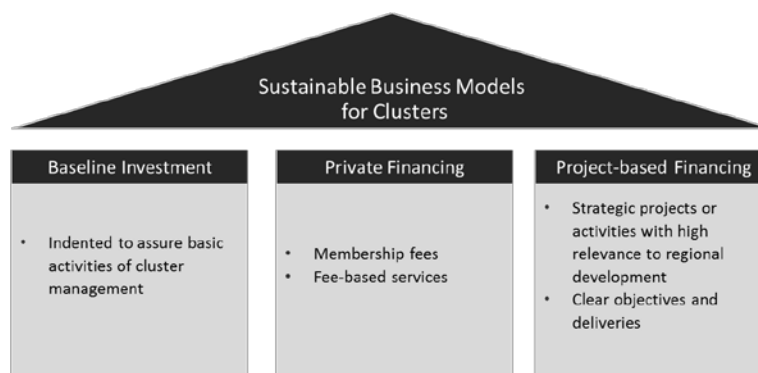 Sustainable Business Models
for Clusters
Baseline Investment
• Indented to assure basic
activities of cluster
management
Private Financing
• Membership fees
• Fee-based services
Project-based Financing
• Strategic projects or
activities with high
relevance to regional
development
• Clear objectives and
deliveries